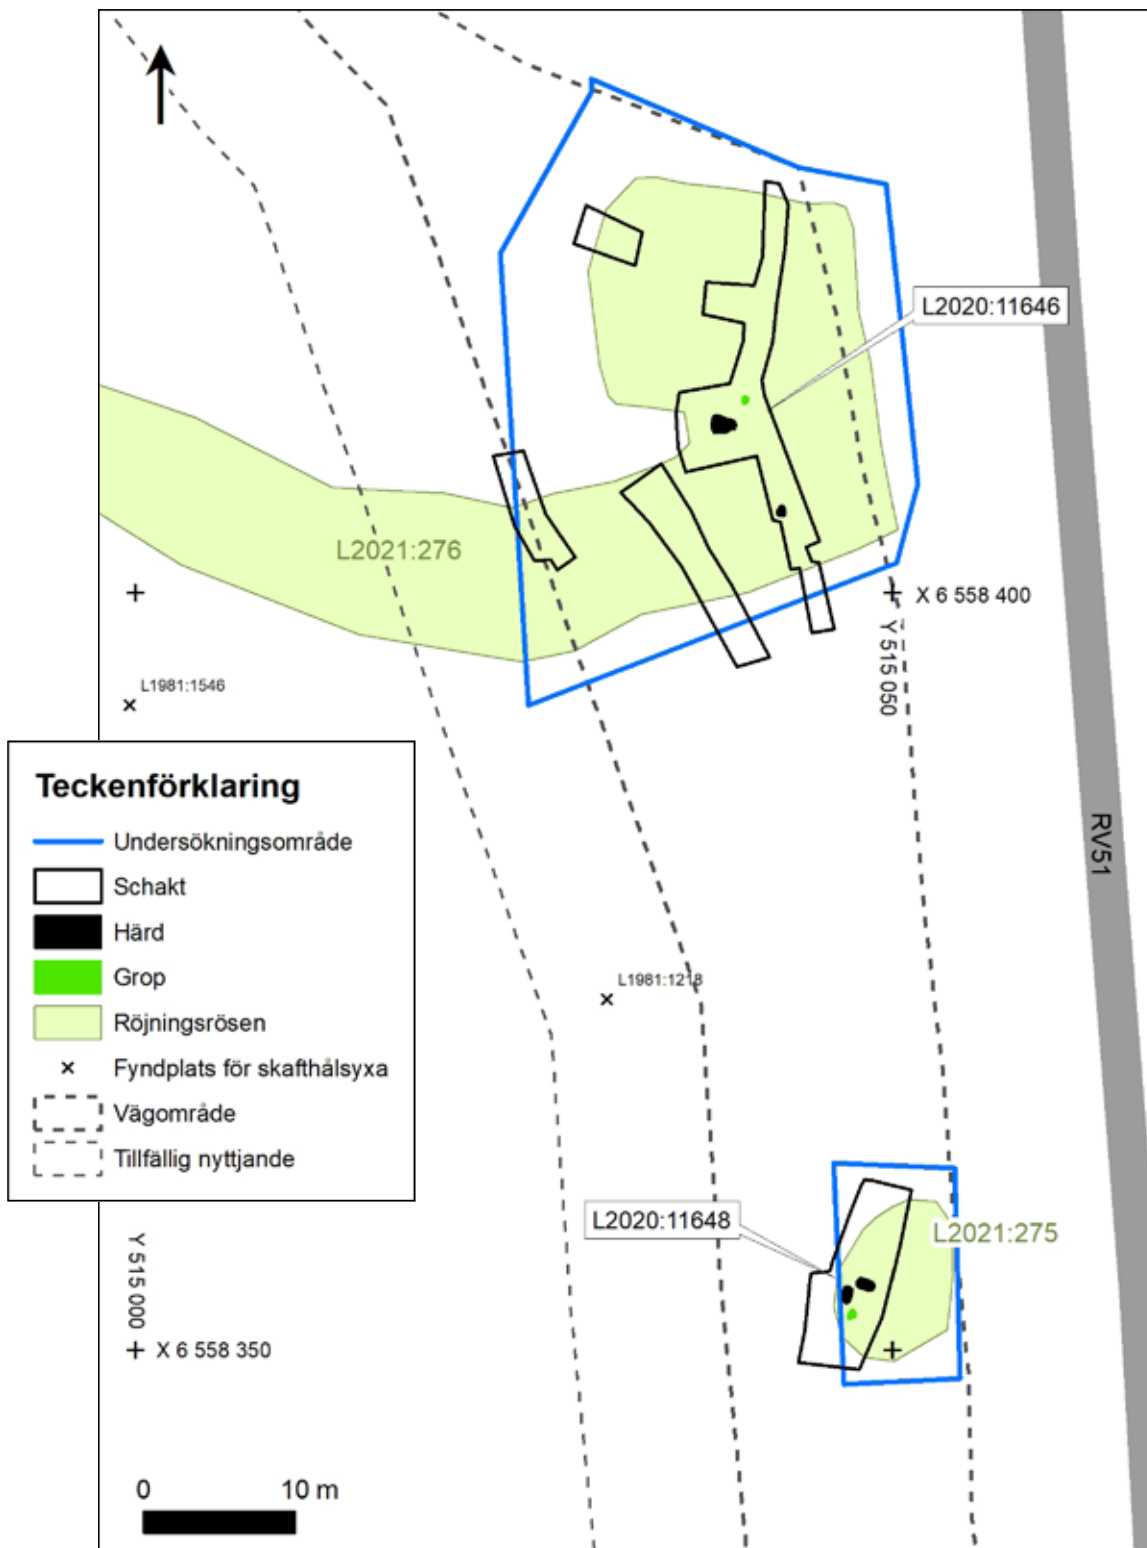 L2020:11646
L2021:276
X 6 558 400
Y 515 050
L1981:1546
Teckenförklaring
Undersökningsområde
Schakt
Härd
Grop
Röjningsrösen
Fyndplats för skafthålsyxa
Vägområde
Tillfällig nyttjande
RV51
L1981:1218
L2020:11648
L2021:275
Y 515 000
X 6 558 350
0 10 m